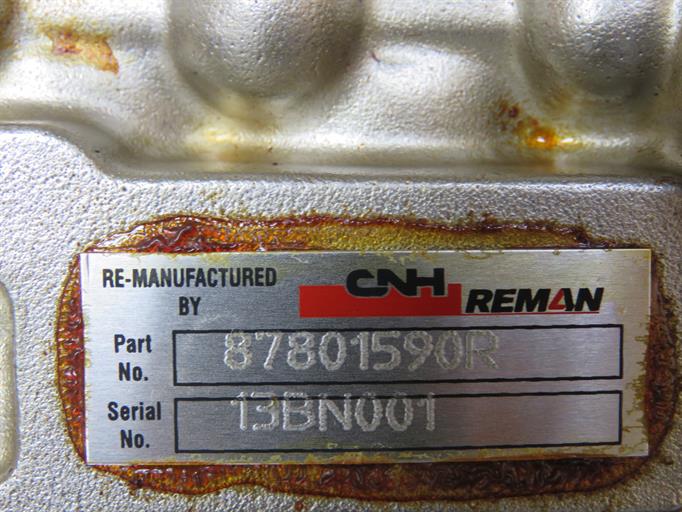 RE-MANUFACTURED
BY
CNH
REMAN
Part
No.
87801590R
Serial
No.
13BN001